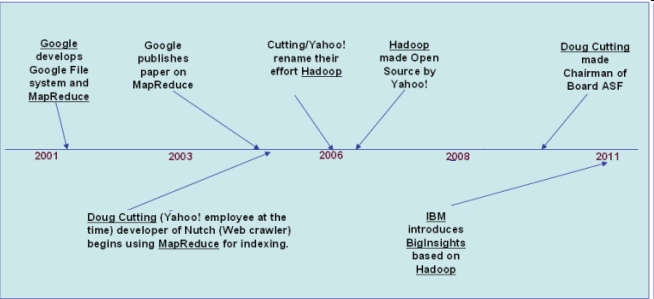 Google
develops
Google File
system and
MapReduce
Google
publishes
paper on
MapReduce
Cutting/Yahoo!
rename their
effort Hadoop
Hadoop
made Open
Source by
Yahoo!
Doug Cutting
made
Chairman of
Board ASF
2001
2003
2006
2008
2011
Doug Cutting (Yahoo! employee at the
time) developer of Nutch (Web crawler)
begins using MapReduce for indexing.
IBM
introduces
BigInsights
based on
Hadoop